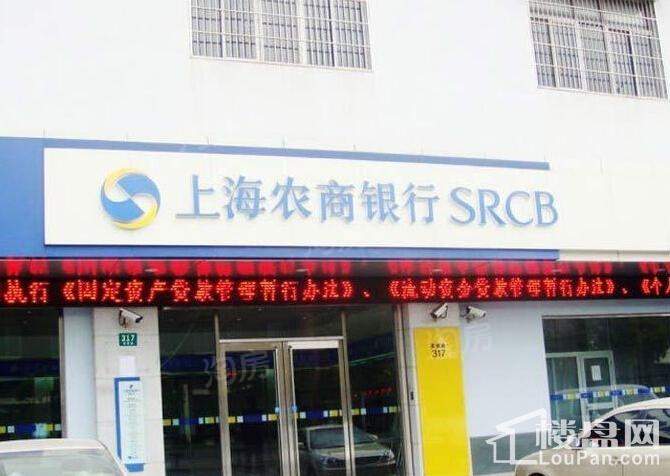 上海农商银行 SRCB
执行《固定资产贷款管理暂行办法》、《流动资金贷款管理暂行办法》、《个人
317
317
淘房
楼盘网
LouPan.com